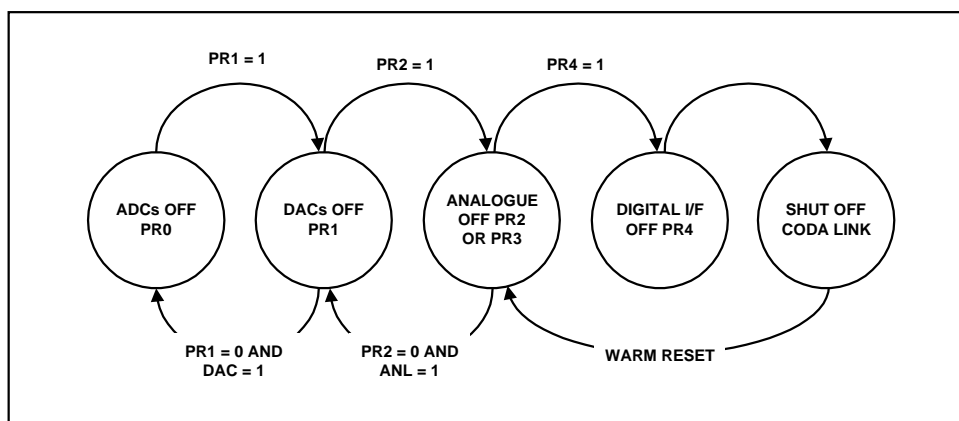 PR1 = 1
PR2 = 1
PR4 = 1
ADCs OFF
PR0
DACs OFF
PR1
ANALOGUE
OFF PR2
OR PR3
DIGITAL I/F
OFF PR4
SHUT OFF
CODA LINK
PR1 = 0 AND
DAC = 1
PR2 = 0 AND
ANL = 1
WARM RESET